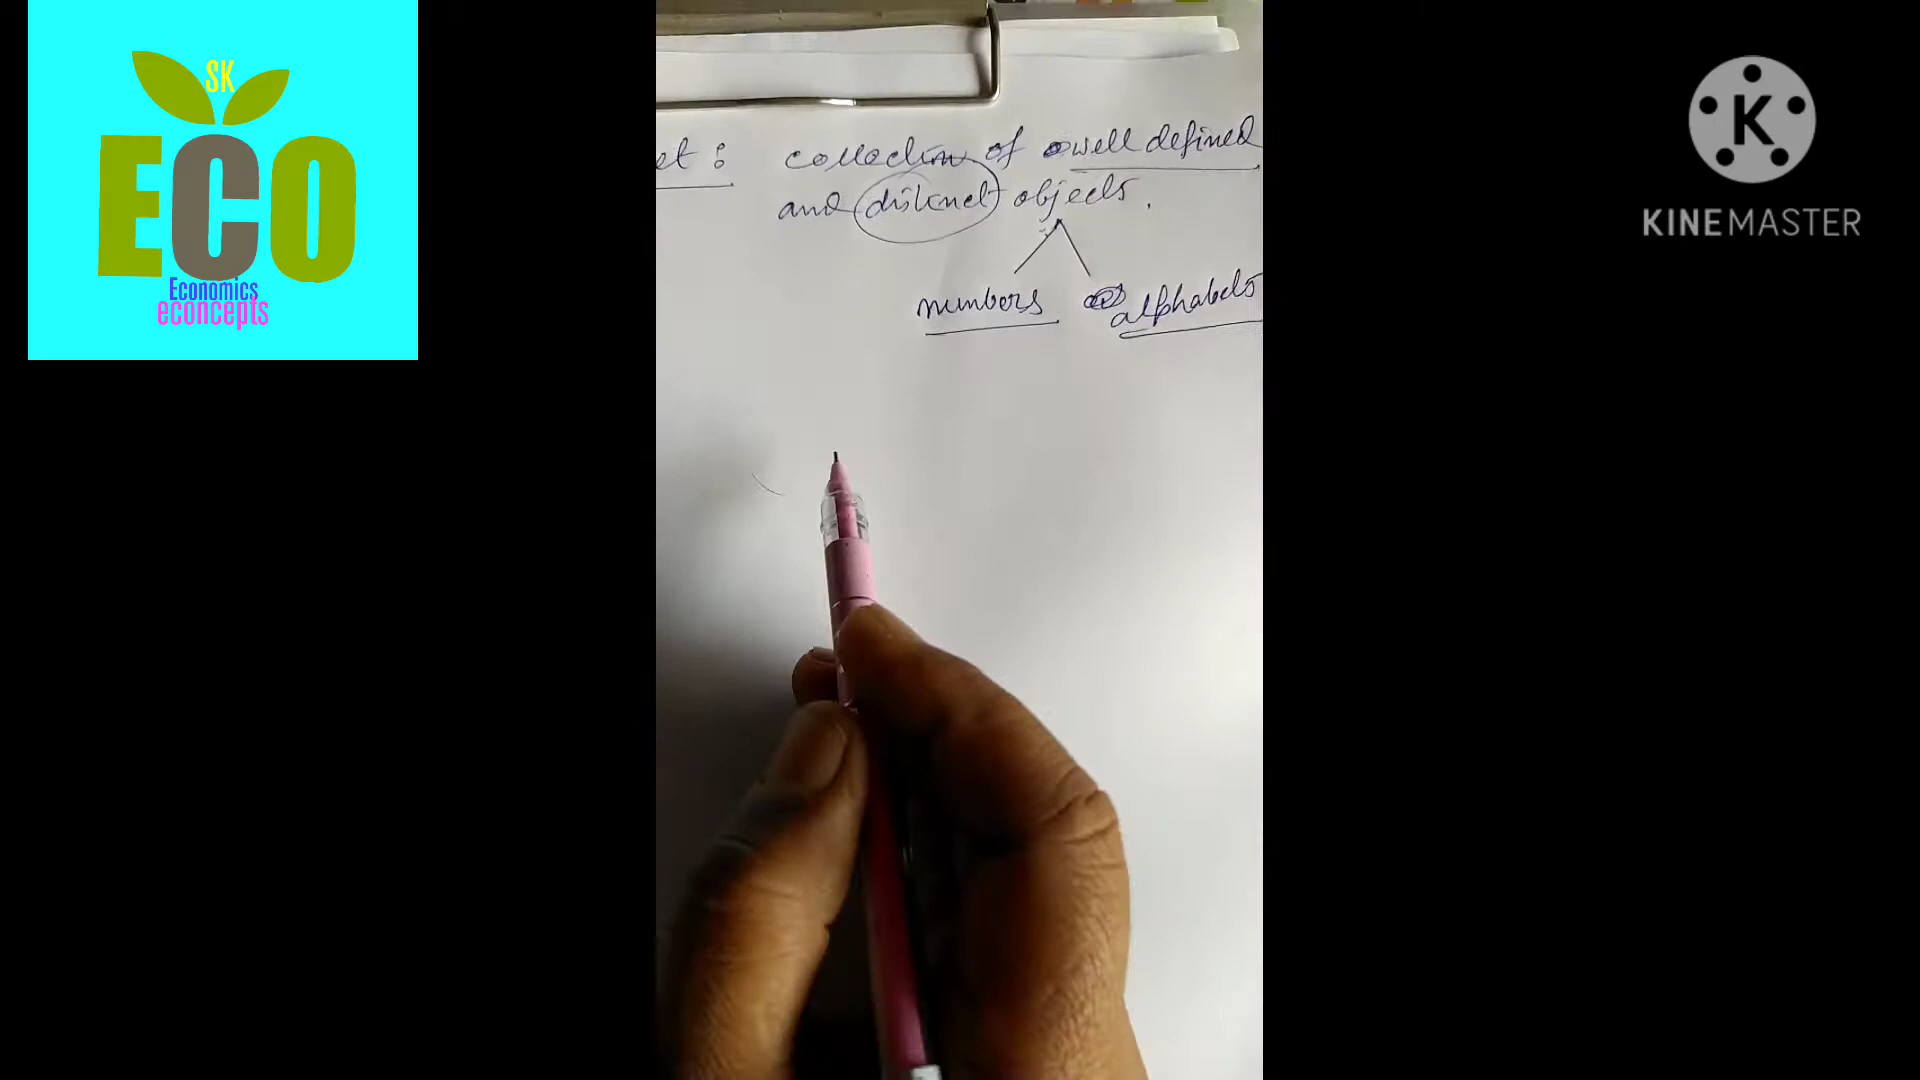 SK
ECO
Economics
econcepts
K
KINEMASTER
et : collection of well defined
and distinct objects.
numbers alphabets